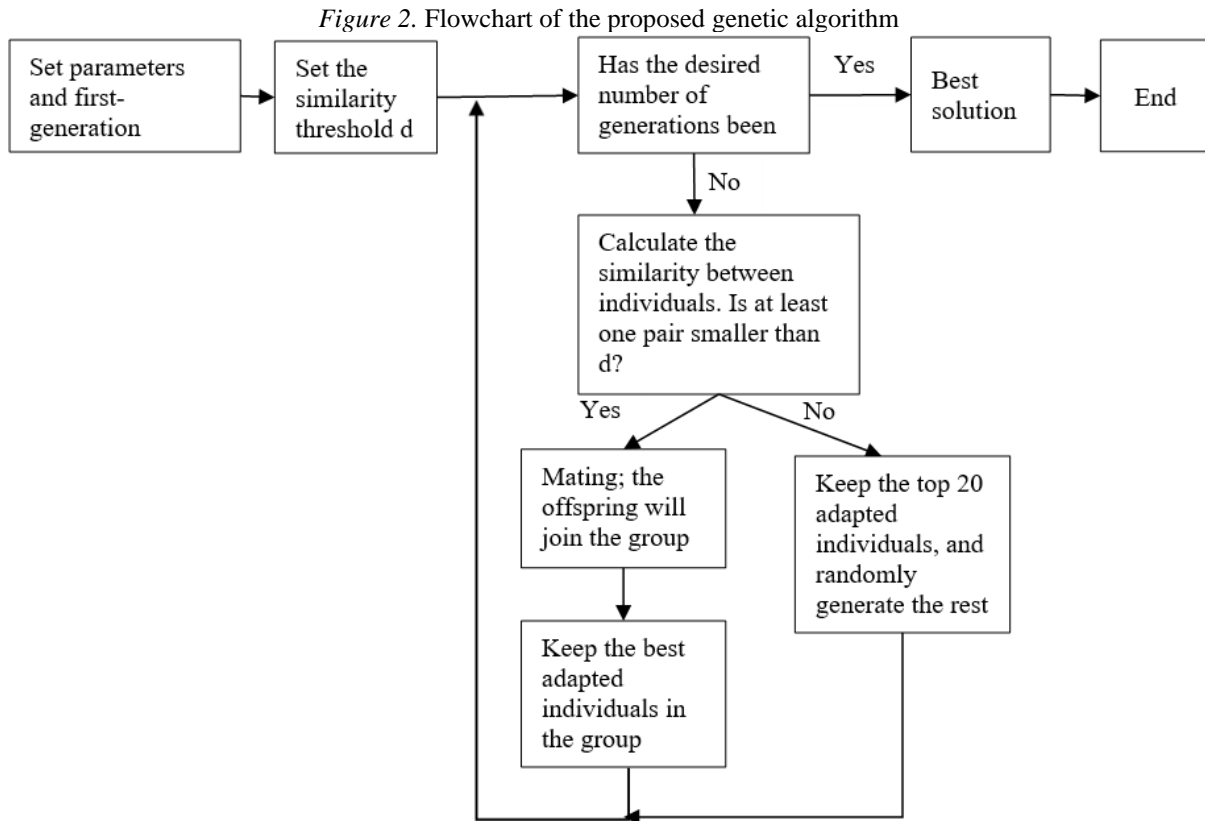 Figure 2. Flowchart of the proposed genetic algorithm
Set parameters
and first-
generation
Set the
similarity
threshold d
Has the desired
number of
generations been
Yes
Best
solution
End
No
Calculate the
similarity between
individuals. Is at least
one pair smaller than
d?
Yes
No
Mating; the
offspring will
join the group
Keep the top 20
adapted
individuals, and
randomly
generate the rest
Keep the best
adapted
individuals in
the group